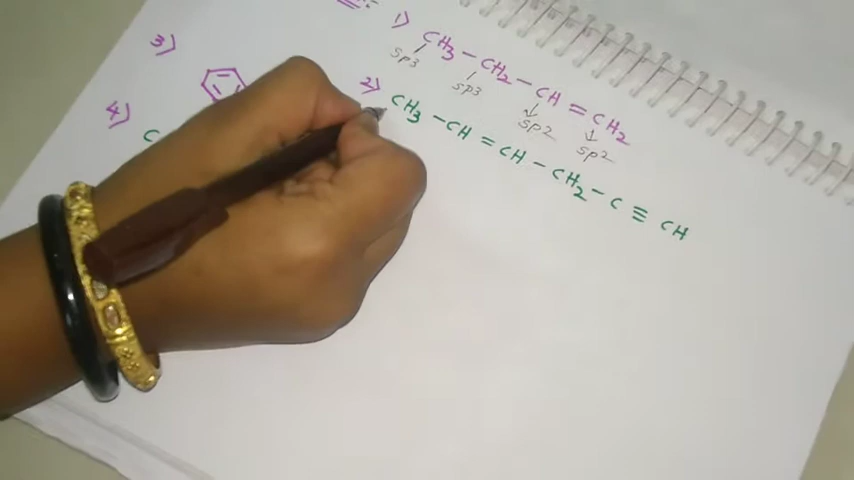 1) CH3 - CH2 - CH = CH2
sp3 sp3 sp2 sp2
2) CH3 - CH = CH - CH2 - C ≡ CH
3)
4) C